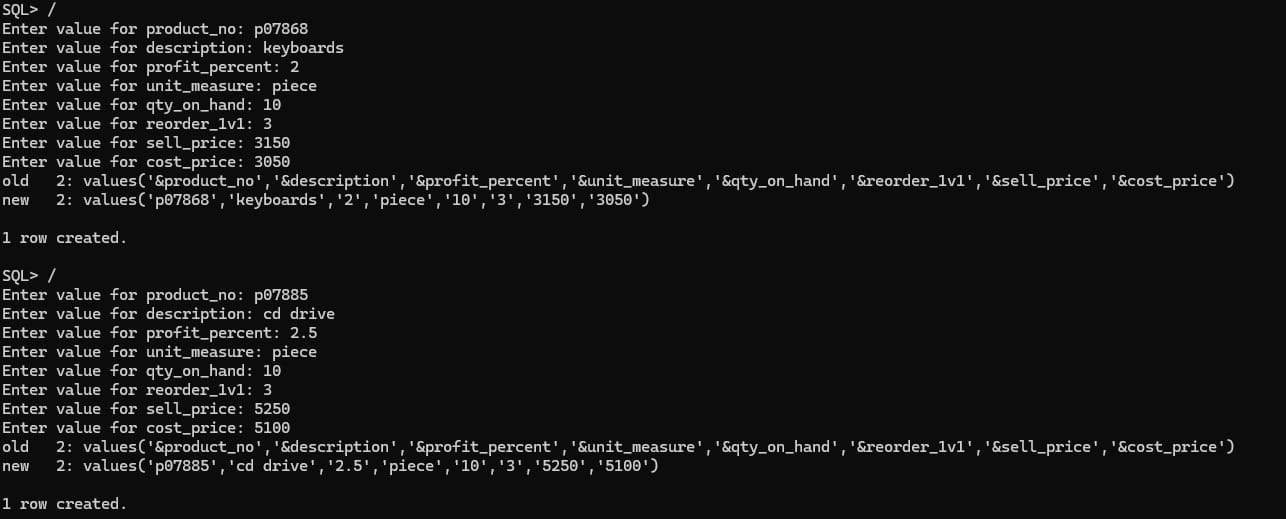 SQL> /
Enter value for product_no: p07868
Enter value for description: keyboards
Enter value for profit_percent: 2
Enter value for unit_measure: piece
Enter value for qty_on_hand: 10
Enter value for reorder_1v1: 3
Enter value for sell_price: 3150
Enter value for cost_price: 3050
old   2: values('&product_no','&description','&profit_percent','&unit_measure','&qty_on_hand','&reorder_1v1','&sell_price','&cost_price')
new   2: values('p07868','keyboards','2','piece','10','3','3150','3050')
1 row created.
SQL> /
Enter value for product_no: p07885
Enter value for description: cd drive
Enter value for profit_percent: 2.5
Enter value for unit_measure: piece
Enter value for qty_on_hand: 10
Enter value for reorder_1v1: 3
Enter value for sell_price: 5250
Enter value for cost_price: 5100
old   2: values('&product_no','&description','&profit_percent','&unit_measure','&qty_on_hand','&reorder_1v1','&sell_price','&cost_price')
new   2: values('p07885','cd drive','2.5','piece','10','3','5250','5100')
1 row created.